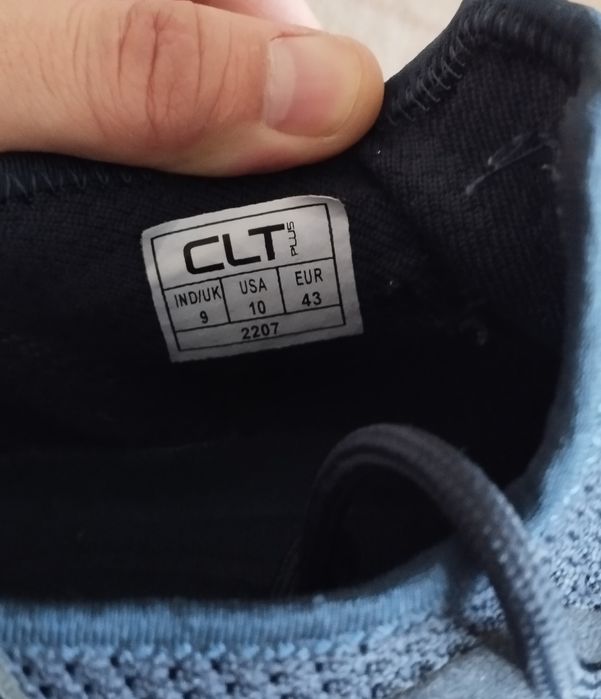 CLT PLUS
IND/UK USA EUR
9 10 43
2207